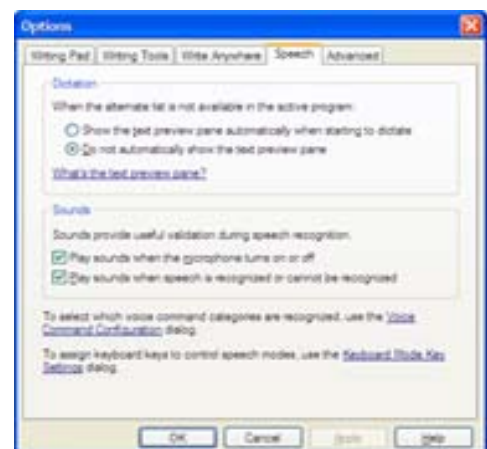 Options
Writing Pad Writing Tools Write Anywhere Speech Advanced
Dictation
When the alternate list is not available in the active program:
Show the text preview pane automatically when starting to dictate
Do not automatically show the text preview pane
What's the text preview pane?
Sounds
Sounds provide useful validation during speech recognition.
Play sounds when the microphone turns on or off
Play sounds when speech is recognized or cannot be recognized
To select which voice command categories are recognized, use the Voice
Command Configuration dialog.
To assign keyboard keys to control speech modes, use the Keyboard Mode Key
Settings dialog.
OK Cancel Apply Help